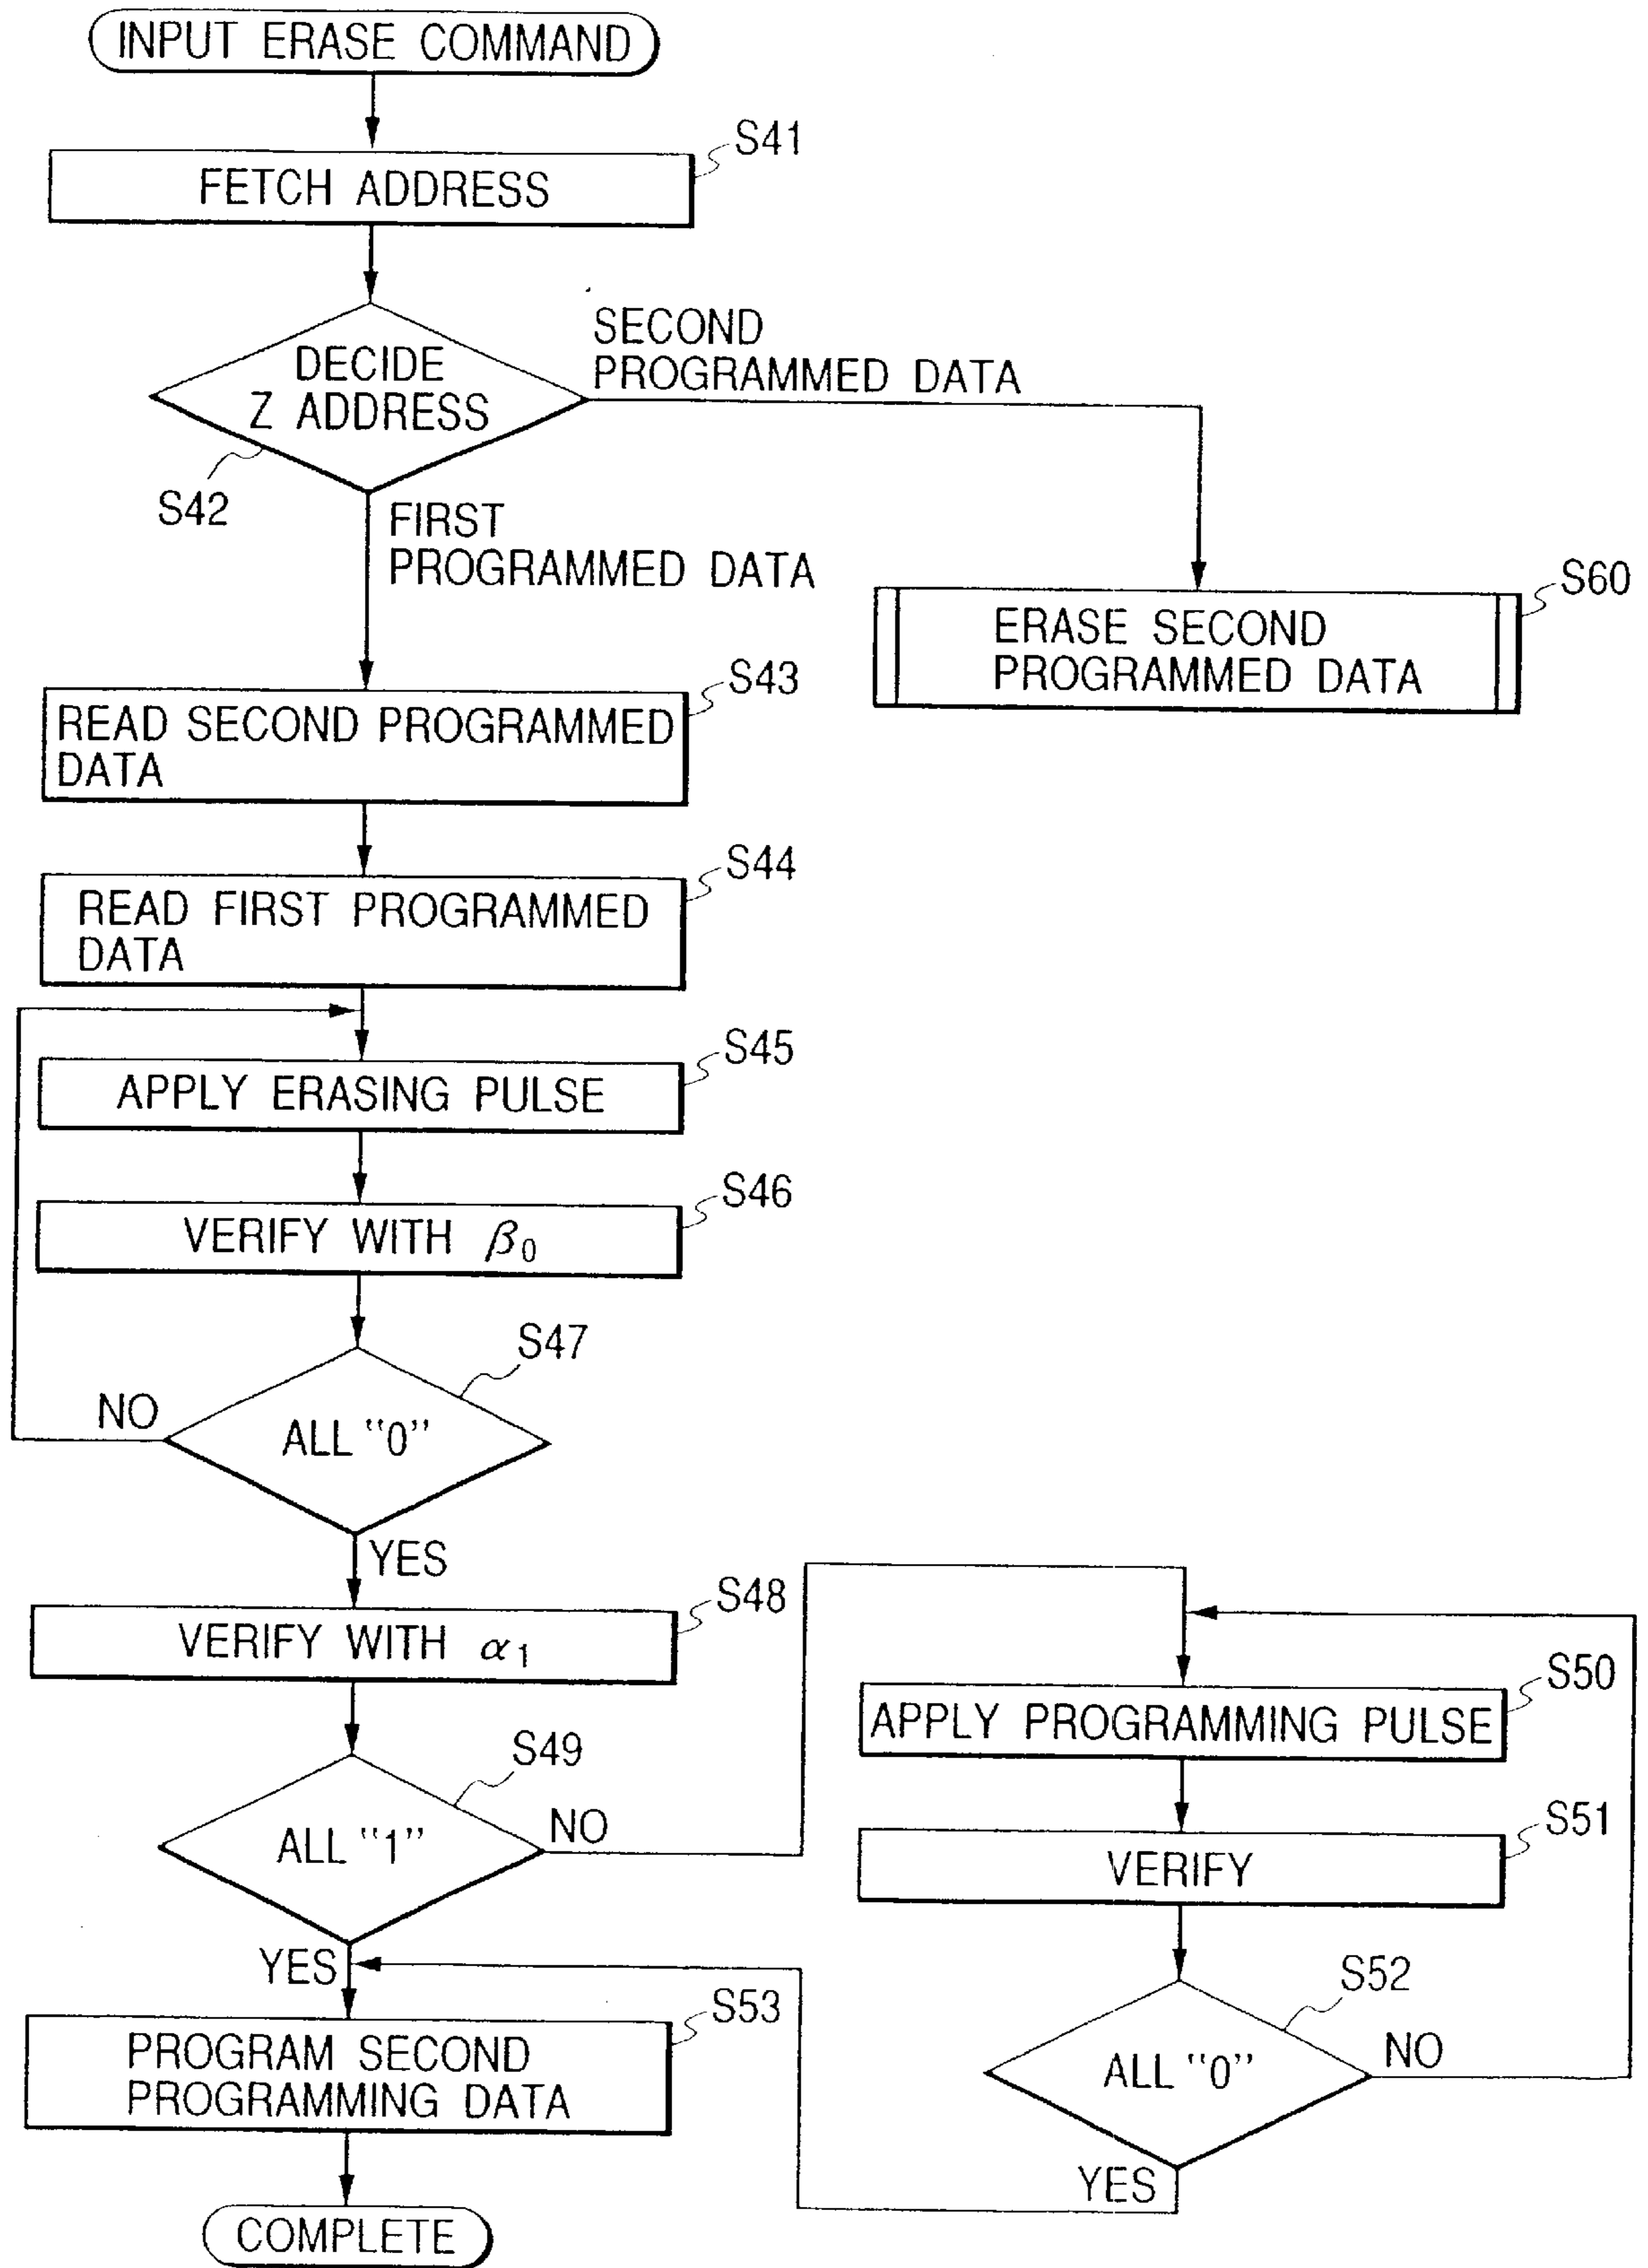 INPUT ERASE COMMAND
S41
FETCH ADDRESS
SECOND
PROGRAMMED DATA
DECIDE
Z ADDRESS
S42
FIRST
PROGRAMMED DATA
S60
ERASE SECOND
PROGRAMMED DATA
S43
READ SECOND PROGRAMMED
DATA
S44
READ FIRST PROGRAMMED
DATA
S45
APPLY ERASING PULSE
S46
VERIFY WITH β₀
S47
NO
ALL "0"
YES
S48
VERIFY WITH α₁
S49
ALL "1"
NO
S50
APPLY PROGRAMMING PULSE
S51
VERIFY
S52
ALL "0"
NO
YES
YES
S53
PROGRAM SECOND
PROGRAMMING DATA
COMPLETE